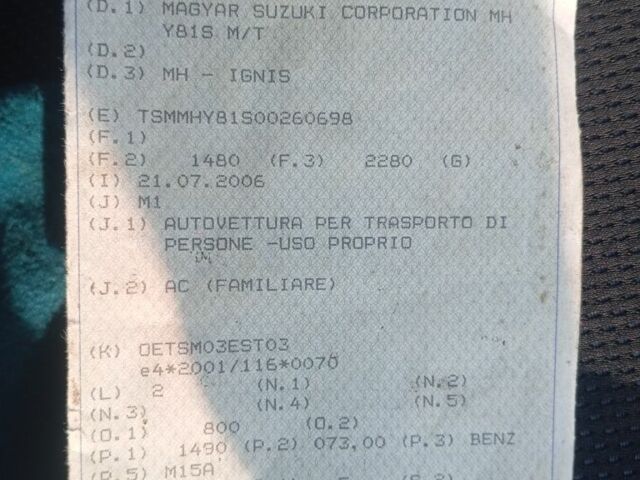 (D.1) MAGYAR SUZUKI CORPORATION MH
Y81S M/T
(D.2)
(D.3) MH - IGNIS
(E) TSMMHY81S00260698
(F.1)
(F.2) 1480 (F.3) 2280 (G)
(I) 21.07.2006
(J) M1
(J.1) AUTOVETTURA PER TRASPORTO DI
PERSONE -USO PROPRIO
(J.2) AC (FAMILIARE)
(K) OETSM03EST03
e4*2001/116*0070
(L) 2 (N.1) (N.2)
(N.3) (N.4) (N.5)
(O.1) 800 (O.2)
(P.1) 1490 (P.2) 073,00 (P.3) BENZ
(P.5) M15A